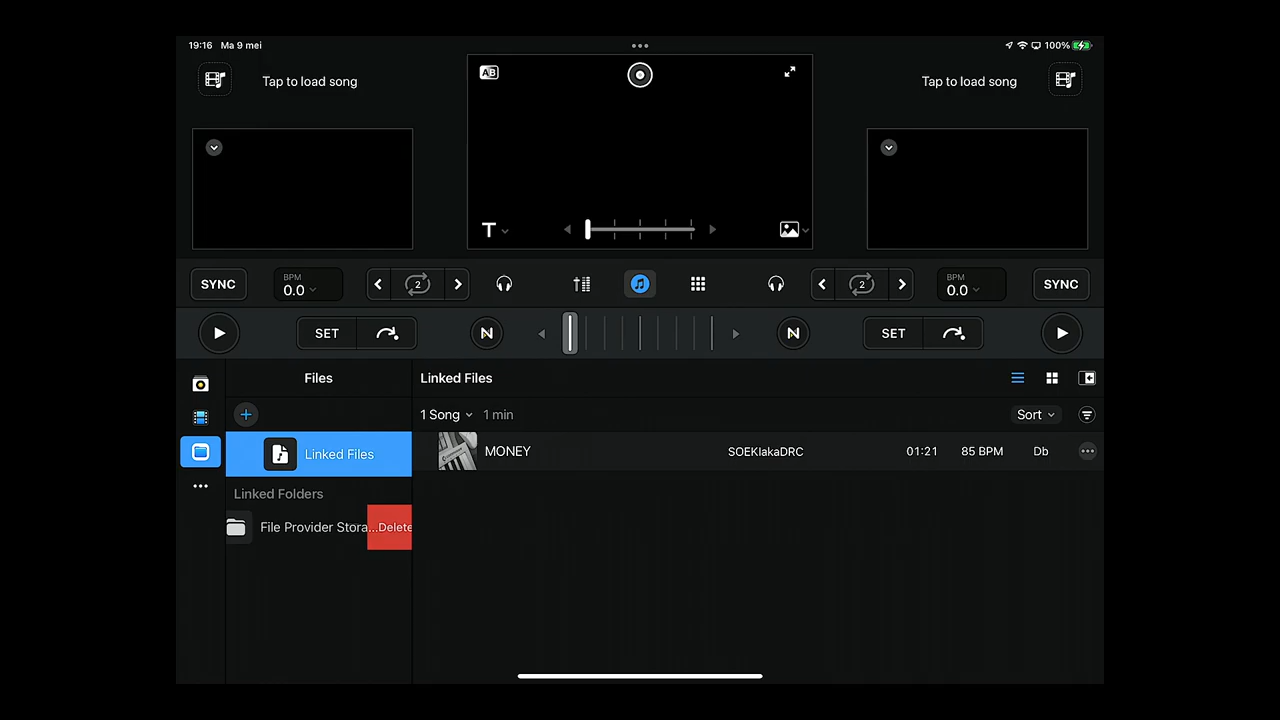 19:16 Ma 9 mei
100%
Tap to load song
AB
Tap to load song
T
SYNC
BPM
0.0
2
2
BPM
0.0
SYNC
SET
N
N
SET
Files
Linked Files
1 Song
1 min
Sort
Linked Files
MONEY
SOEKIakaDRC
01:21
85 BPM
Db
Linked Folders
File Provider Stora...
Delete